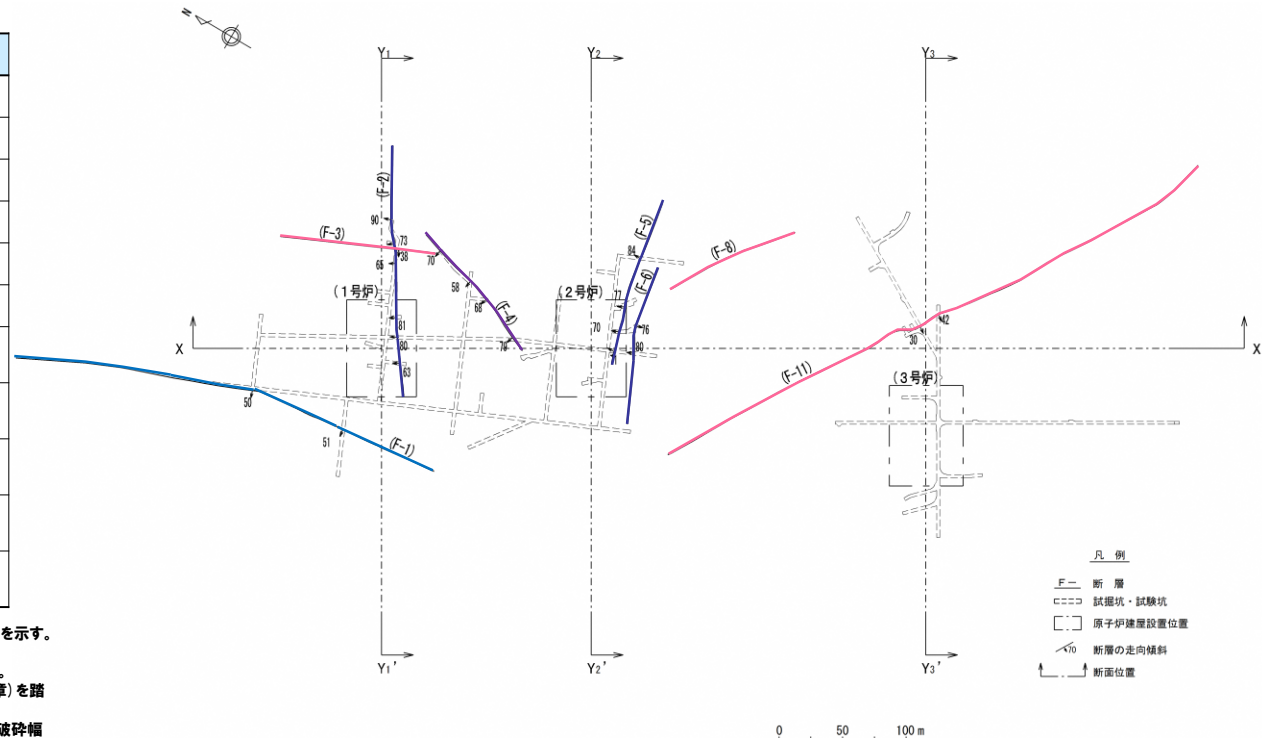 N
Y1
Y2
Y3
(F-2)
90
(F-3)
73
38
65
70
(F-5)
84
(F-8)
(F-6)
58
68
(F-4)
79
(1号炉)
(2号炉)
77
70
76
80
81
80
63
42
30
X
X
(3号炉)
(F-11)
50
51
(F-1)
凡 例
F- 断 層
試掘坑・試験坑
原子炉建屋設置位置
70 断層の走向傾斜
断面位置
を示す。
。
章)を踏
破砕幅
Y1'
Y2'
Y3'
0 50 100 m